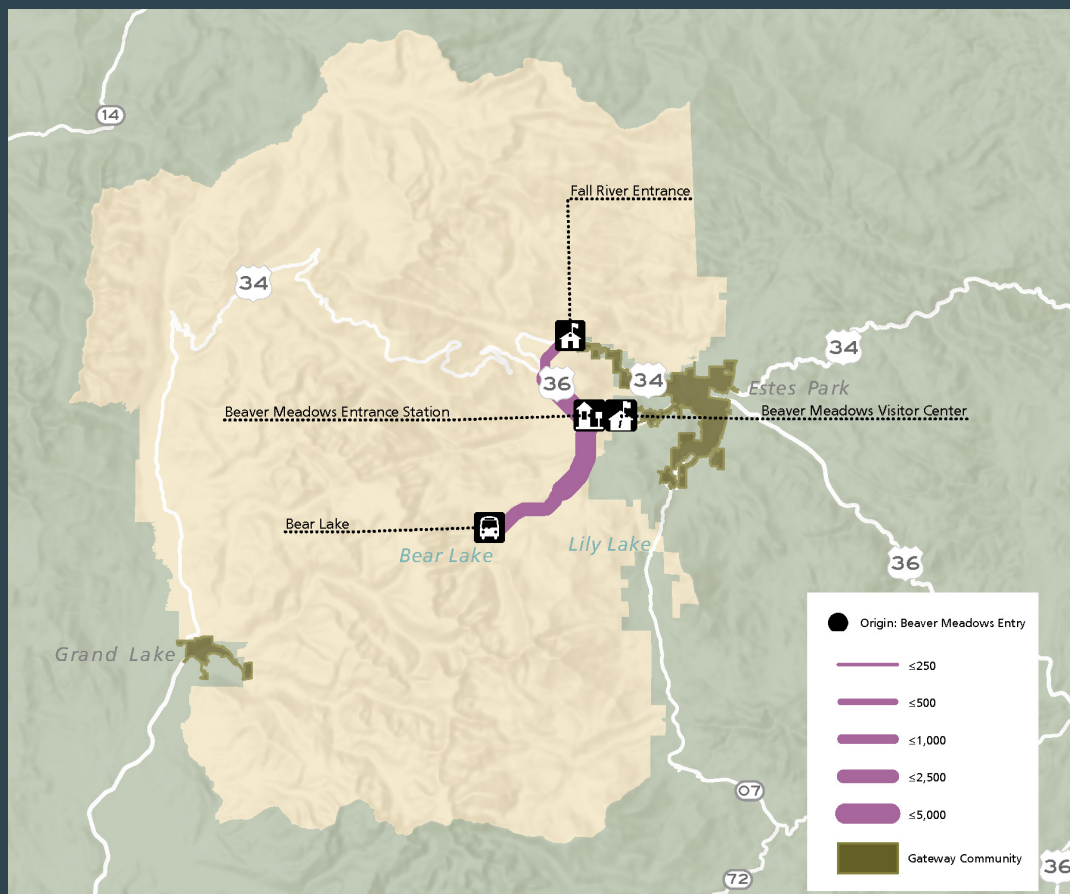 14
Fall River Entrance
34
34
36
34
Estes Park
Beaver Meadows Entrance Station
i
Beaver Meadows Visitor Center
Bear Lake
Bear Lake
Lily Lake
36
Grand Lake
Origin: Beaver Meadows Entry
≤250
≤500
≤1,000
≤2,500
≤5,000
Gateway Community
07
72
36